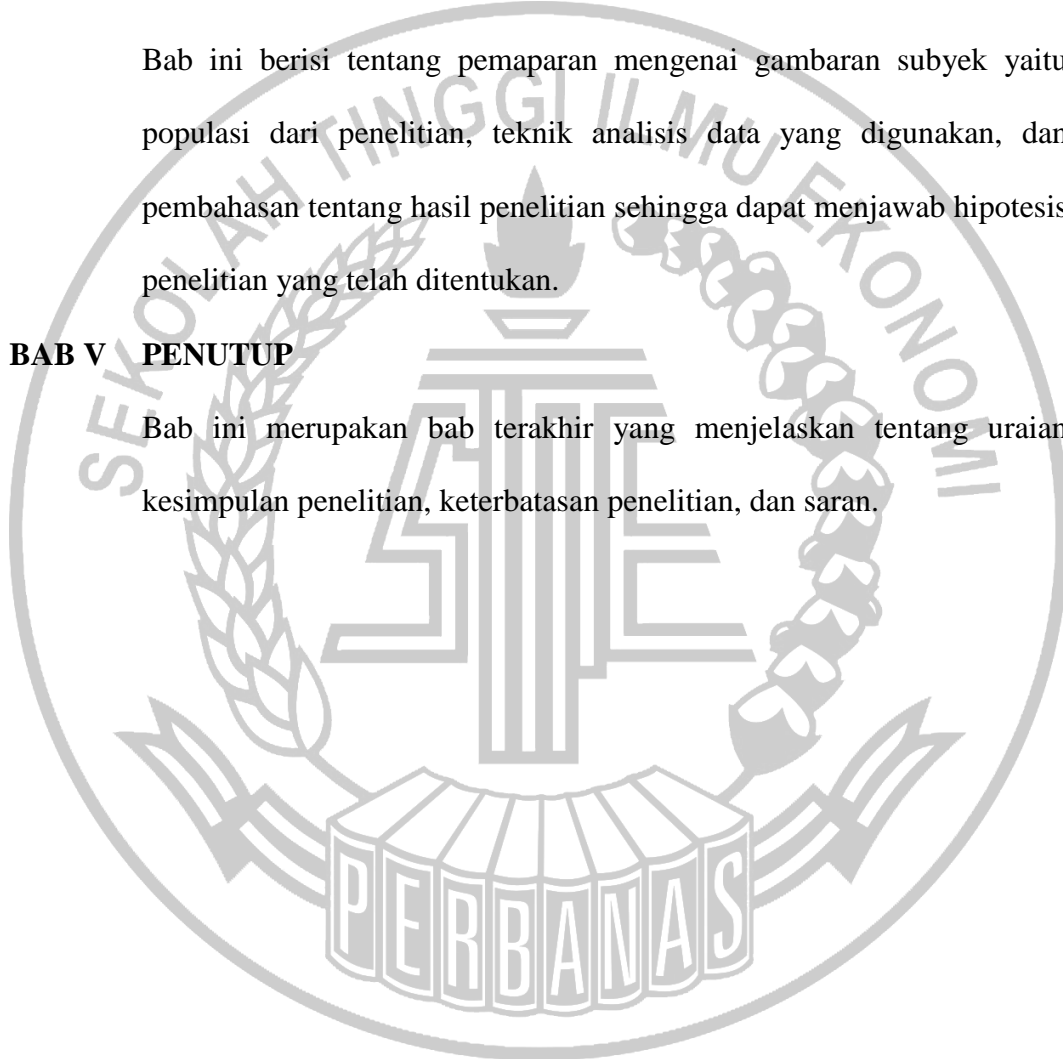 Bab ini berisi tentang pemaparan mengenai gambaran subyek yaitu
populasi dari penelitian, teknik analisis data yang digunakan, dan
pembahasan tentang hasil penelitian sehingga dapat menjawab hipotesis
penelitian yang telah ditentukan.
BAB V PENUTUP
Bab ini merupakan bab terakhir yang menjelaskan tentang uraian
kesimpulan penelitian, keterbatasan penelitian, dan saran.
SEKOLAH TINGGI ILMU EKONOMI
PERBANAS